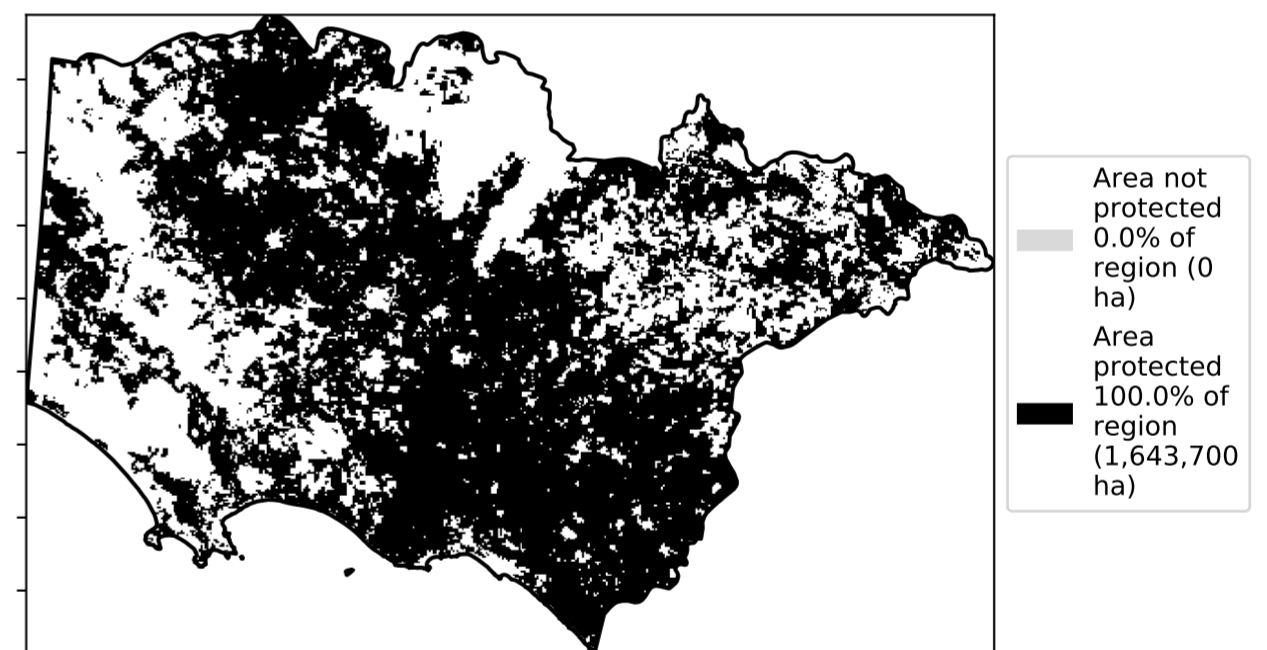 Area not
protected
0.0% of
region (0
ha)
Area
protected
100.0% of
region
(1,643,700
ha)